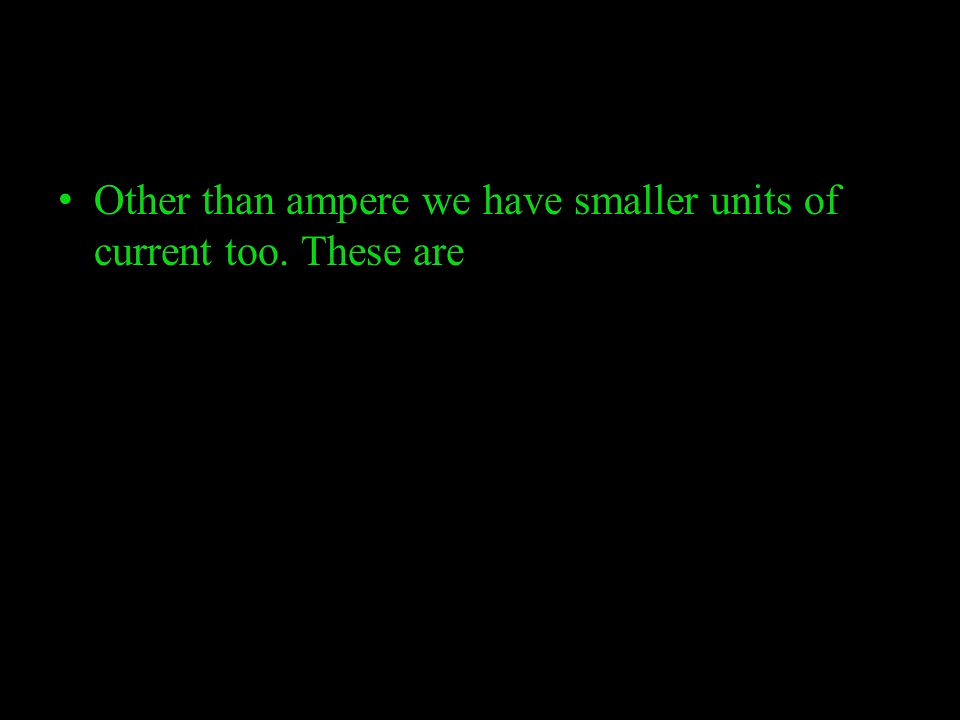 • Other than ampere we have smaller units of
current too. These are